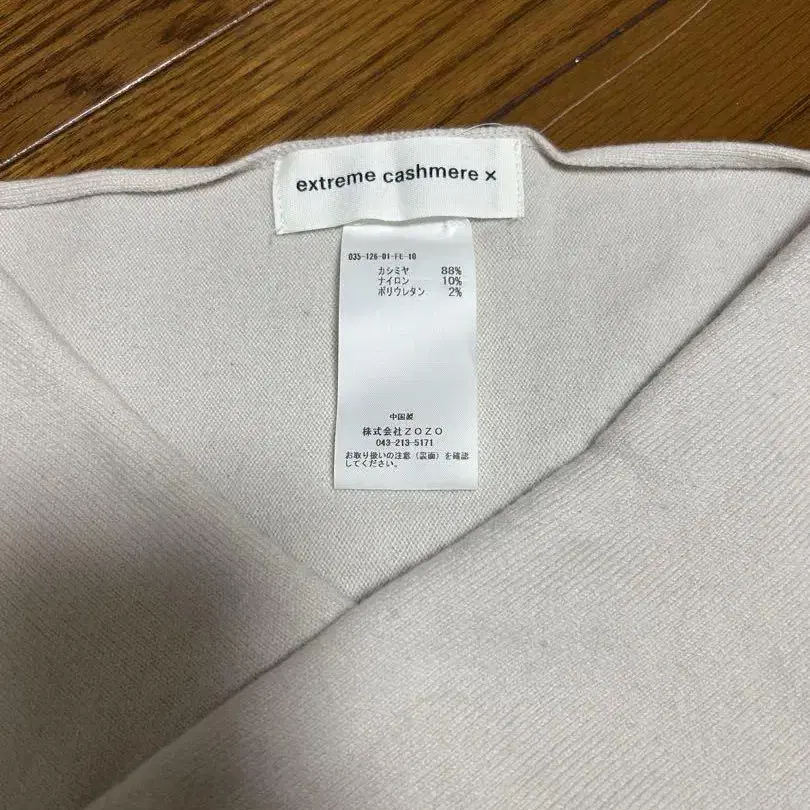 extreme cashmere x
035-126-01-FE-10
カシミヤ 88%
ナイロン 10%
ポリウレタン 2%
中国製
株式会社ZOZO
043-213-5171
お取り扱いの注意（裏面）を確認
してください。